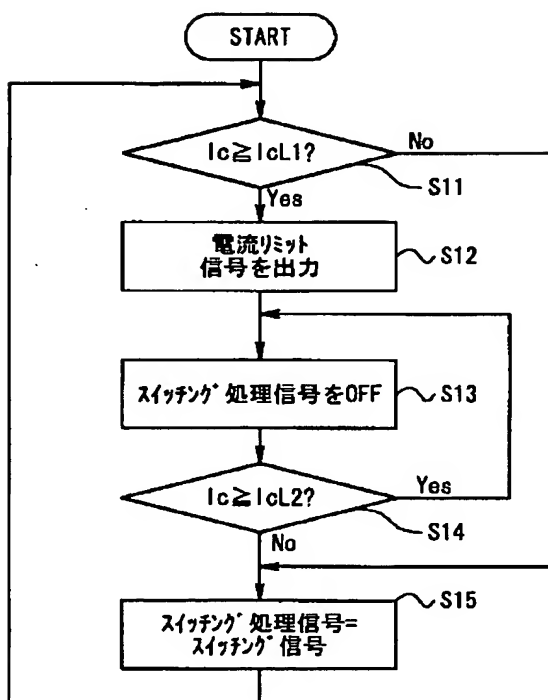 START
Ic≧IcL1?
No
S11
Yes
電流ﾘﾐｯﾄ
信号を出力
S12
ｽｲｯﾁﾝｸﾞ処理信号をOFF
S13
Ic≧IcL2?
Yes
S14
No
S15
ｽｲｯﾁﾝｸﾞ処理信号=
ｽｲｯﾁﾝｸﾞ信号